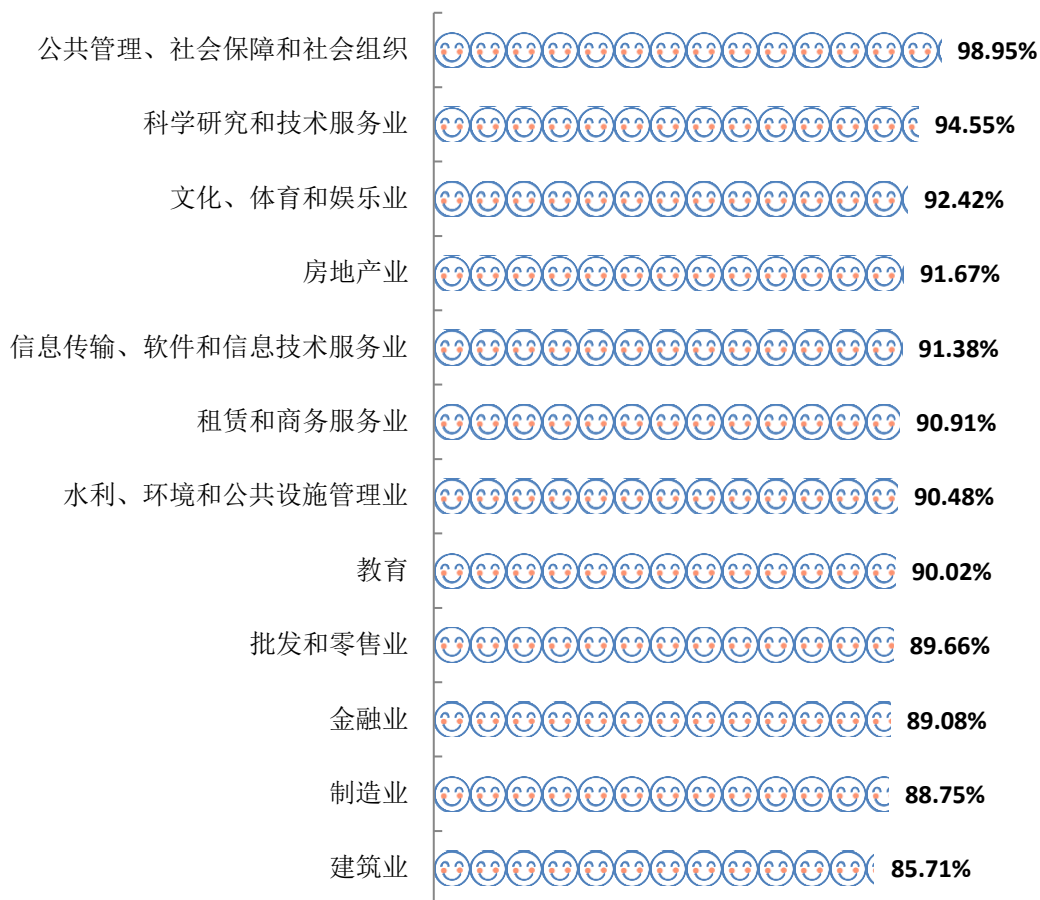 公共管理、社会保障和社会组织 98.95%
科学研究和技术服务业 94.55%
文化、体育和娱乐业 92.42%
房地产业 91.67%
信息传输、软件和信息技术服务业 91.38%
租赁和商务服务业 90.91%
水利、环境和公共设施管理业 90.48%
教育 90.02%
批发和零售业 89.66%
金融业 89.08%
制造业 88.75%
建筑业 85.71%